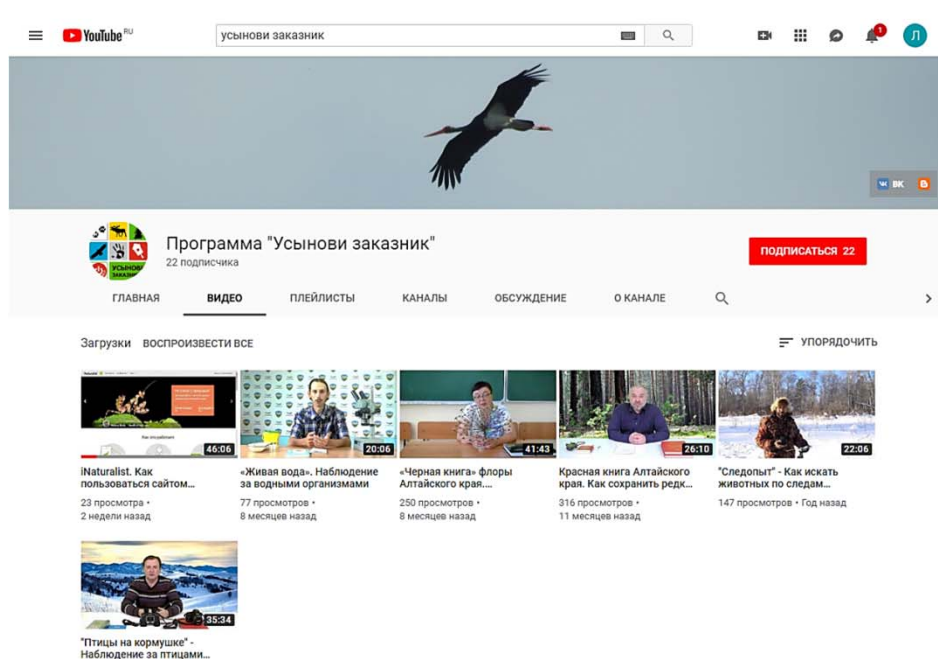 YouTube RU
усынови заказник
1
Л
ВК
УСЫНОВИ
ЗАКАЗНИК
Программа "Усынови заказник"
22 подписчика
ПОДПИСАТЬСЯ 22
ГЛАВНАЯ ВИДЕО ПЛЕЙЛИСТЫ КАНАЛЫ ОБСУЖДЕНИЕ О КАНАЛЕ
Загрузки ВОСПРОИЗВЕСТИ ВСЕ
УПОРЯДОЧИТЬ
46:06
iNaturalist. Как
пользоваться сайтом...
23 просмотра •
2 недели назад
20:06
«Живая вода». Наблюдение
за водными организмами
77 просмотров •
8 месяцев назад
41:43
«Черная книга» флоры
Алтайского края....
250 просмотров •
8 месяцев назад
26:10
Красная книга Алтайского
края. Как сохранить редк...
316 просмотров •
11 месяцев назад
22:06
"Следопыт" - Как искать
животных по следам...
147 просмотров • Год назад
35:34
"Птицы на кормушке" -
Наблюдение за птицами...